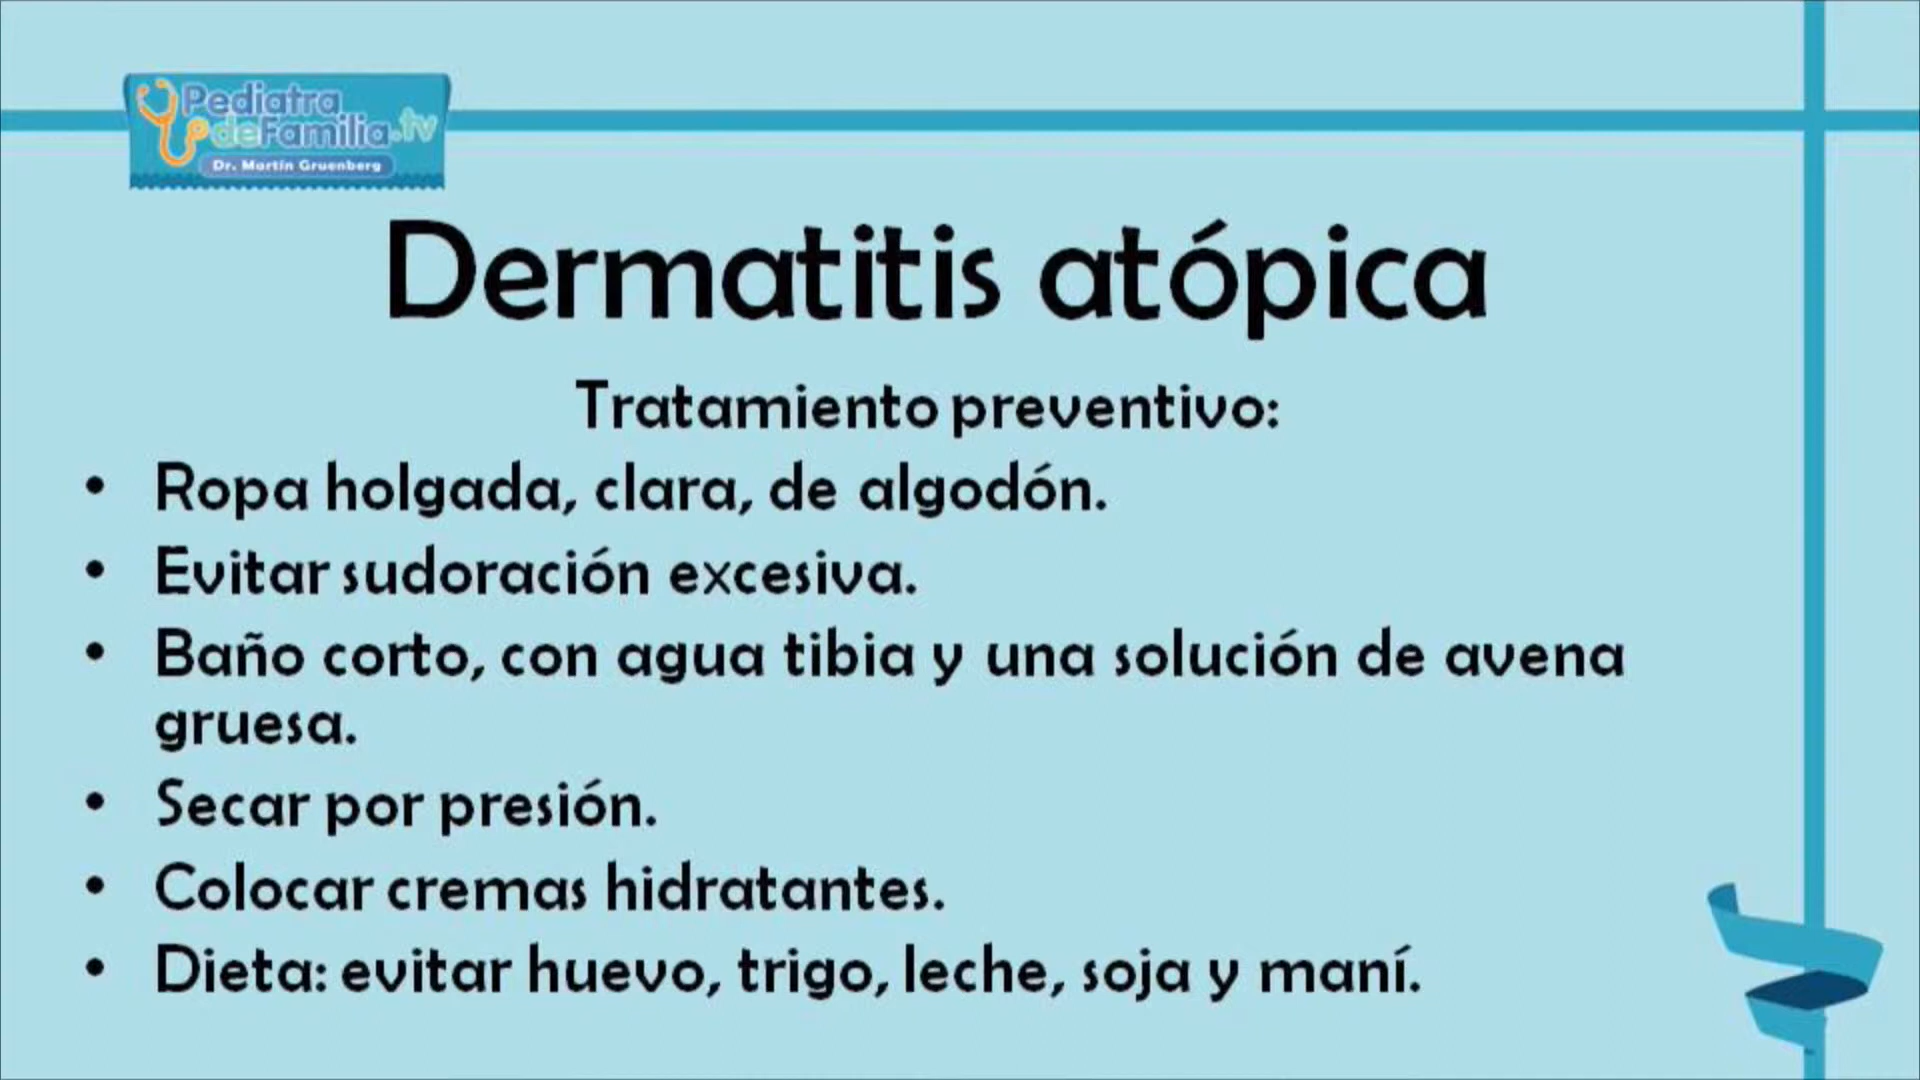 Pediatra
deFamilia.tv
Dr. Martín Gruenberg
Dermatitis atópica
Tratamiento preventivo:
• Ropa holgada, clara, de algodón.
• Evitar sudoración excesiva.
• Baño corto, con agua tibia y una solución de avena
gruesa.
• Secar por presión.
• Colocar cremas hidratantes.
• Dieta: evitar huevo, trigo, leche, soja y maní.